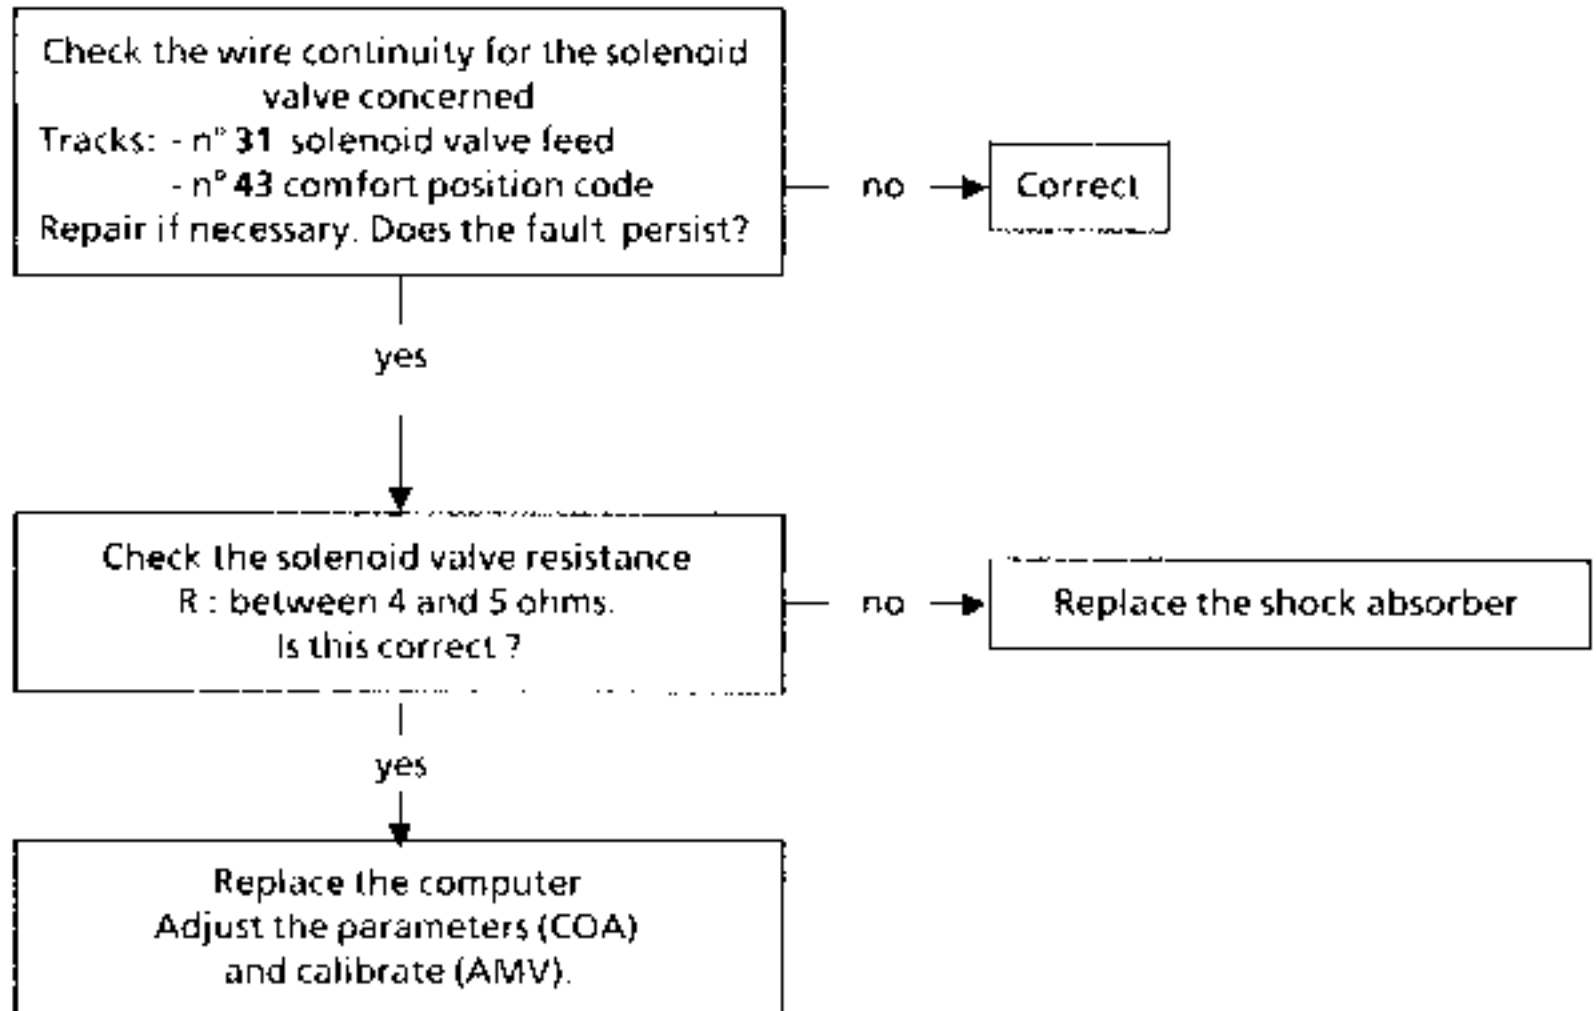 Check the wire continuity for the solenoid
valve concerned
Tracks: - n° 31 solenoid valve feed
- n° 43 comfort position code
Repair if necessary. Does the fault persist?
no
Correct
yes
Check the solenoid valve resistance
R : between 4 and 5 ohms.
Is this correct ?
no
Replace the shock absorber
yes
Replace the computer
Adjust the parameters (COA)
and calibrate (AMV).